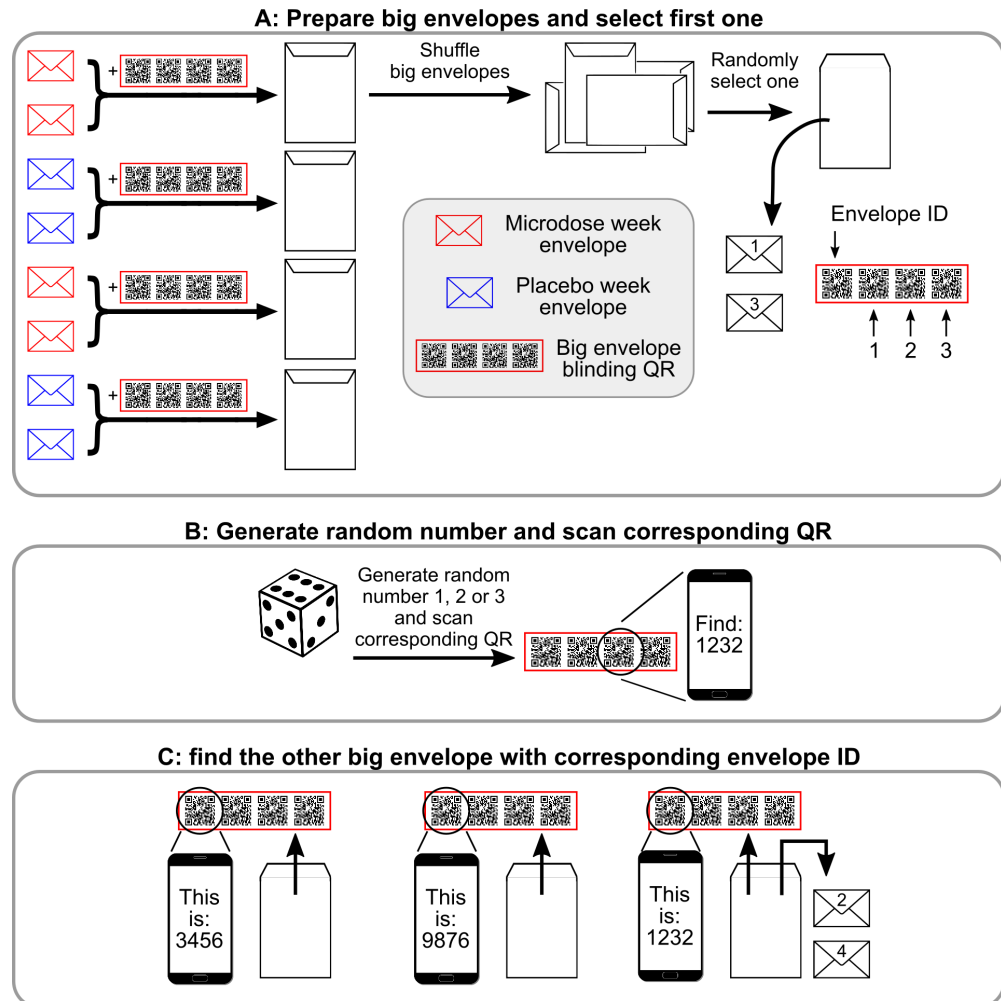 A: Prepare big envelopes and select first one
+
+
+
+
Shuffle
big envelopes
Randomly
select one
Microdose week
envelope
Placebo week
envelope
Big envelope
blinding QR
1
3
Envelope ID
1
2
3
B: Generate random number and scan corresponding QR
Generate random
number 1, 2 or 3
and scan
corresponding QR
Find:
1232
C: find the other big envelope with corresponding envelope ID
This
is:
3456
This
is:
9876
This
is:
1232
2
4